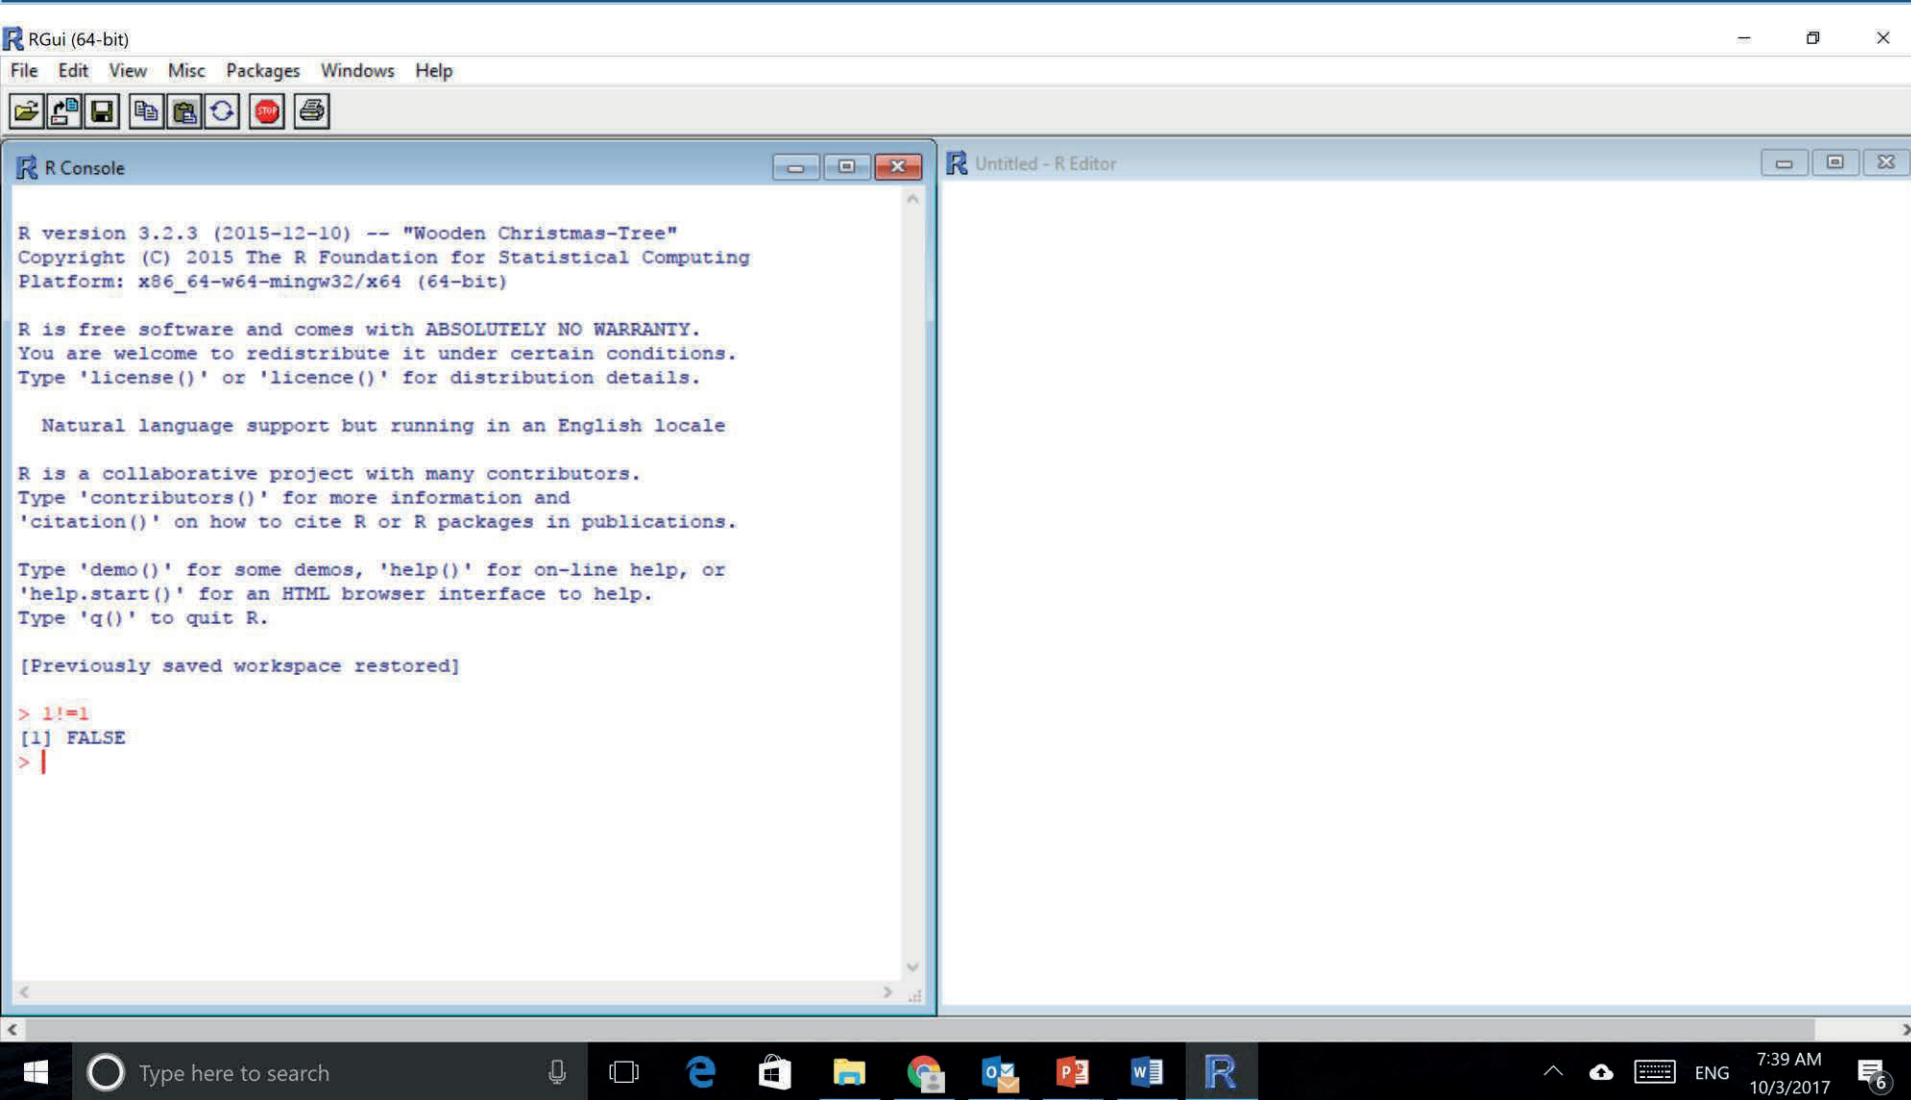 RGui (64-bit)
File Edit View Misc Packages Windows Help
STOP
R Console
R version 3.2.3 (2015-12-10) -- "Wooden Christmas-Tree"
Copyright (C) 2015 The R Foundation for Statistical Computing
Platform: x86_64-w64-mingw32/x64 (64-bit)
R is free software and comes with ABSOLUTELY NO WARRANTY.
You are welcome to redistribute it under certain conditions.
Type 'license()' or 'licence()' for distribution details.
Natural language support but running in an English locale
R is a collaborative project with many contributors.
Type 'contributors()' for more information and
'citation()' on how to cite R or R packages in publications.
Type 'demo()' for some demos, 'help()' for on-line help, or
'help.start()' for an HTML browser interface to help.
Type 'q()' to quit R.
[Previously saved workspace restored]
> 1!=1
[1] FALSE
>
Untitled - R Editor
Type here to search
ENG
7:39 AM
10/3/2017
6